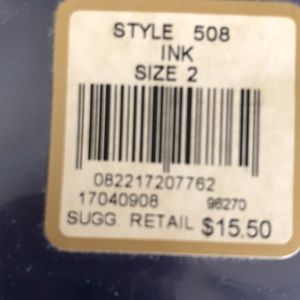 STYLE 508
INK
SIZE 2
082217207762
17040908 96270
SUGG. RETAIL $15.50